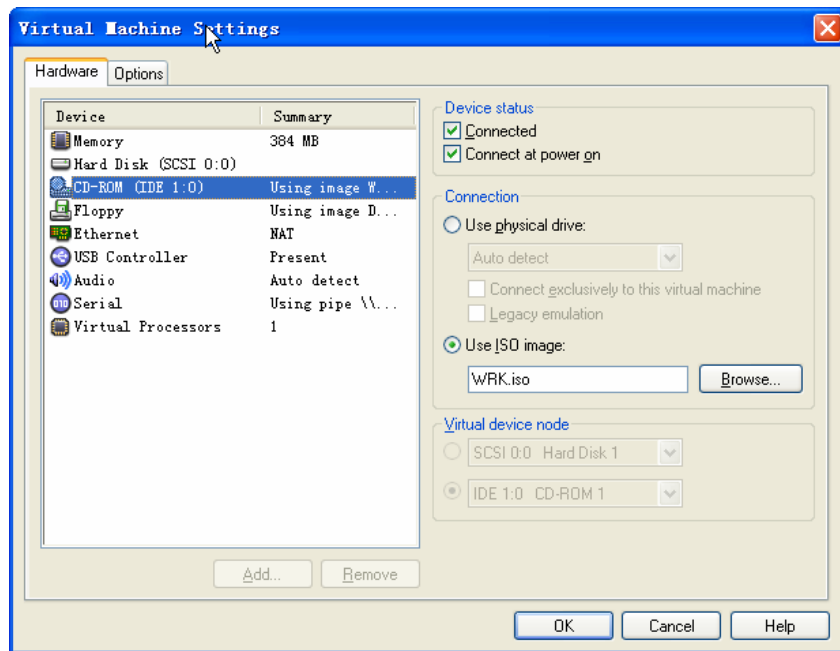 Virtual Machine Settings
Hardware
Options
Device Summary
Memory 384 MB
Hard Disk (SCSI 0:0)
CD-ROM (IDE 1:0) Using image W...
Floppy Using image D...
Ethernet NAT
USB Controller Present
Audio Auto detect
Serial Using pipe \\...
Virtual Processors 1
Add...
Remove
Device status
Connected
Connect at power on
Connection
Use physical drive:
Auto detect
Connect exclusively to this virtual machine
Legacy emulation
Use ISO image:
WRK.iso
Browse...
Virtual device node
SCSI 0:0 Hard Disk 1
IDE 1:0 CD-ROM 1
OK
Cancel
Help